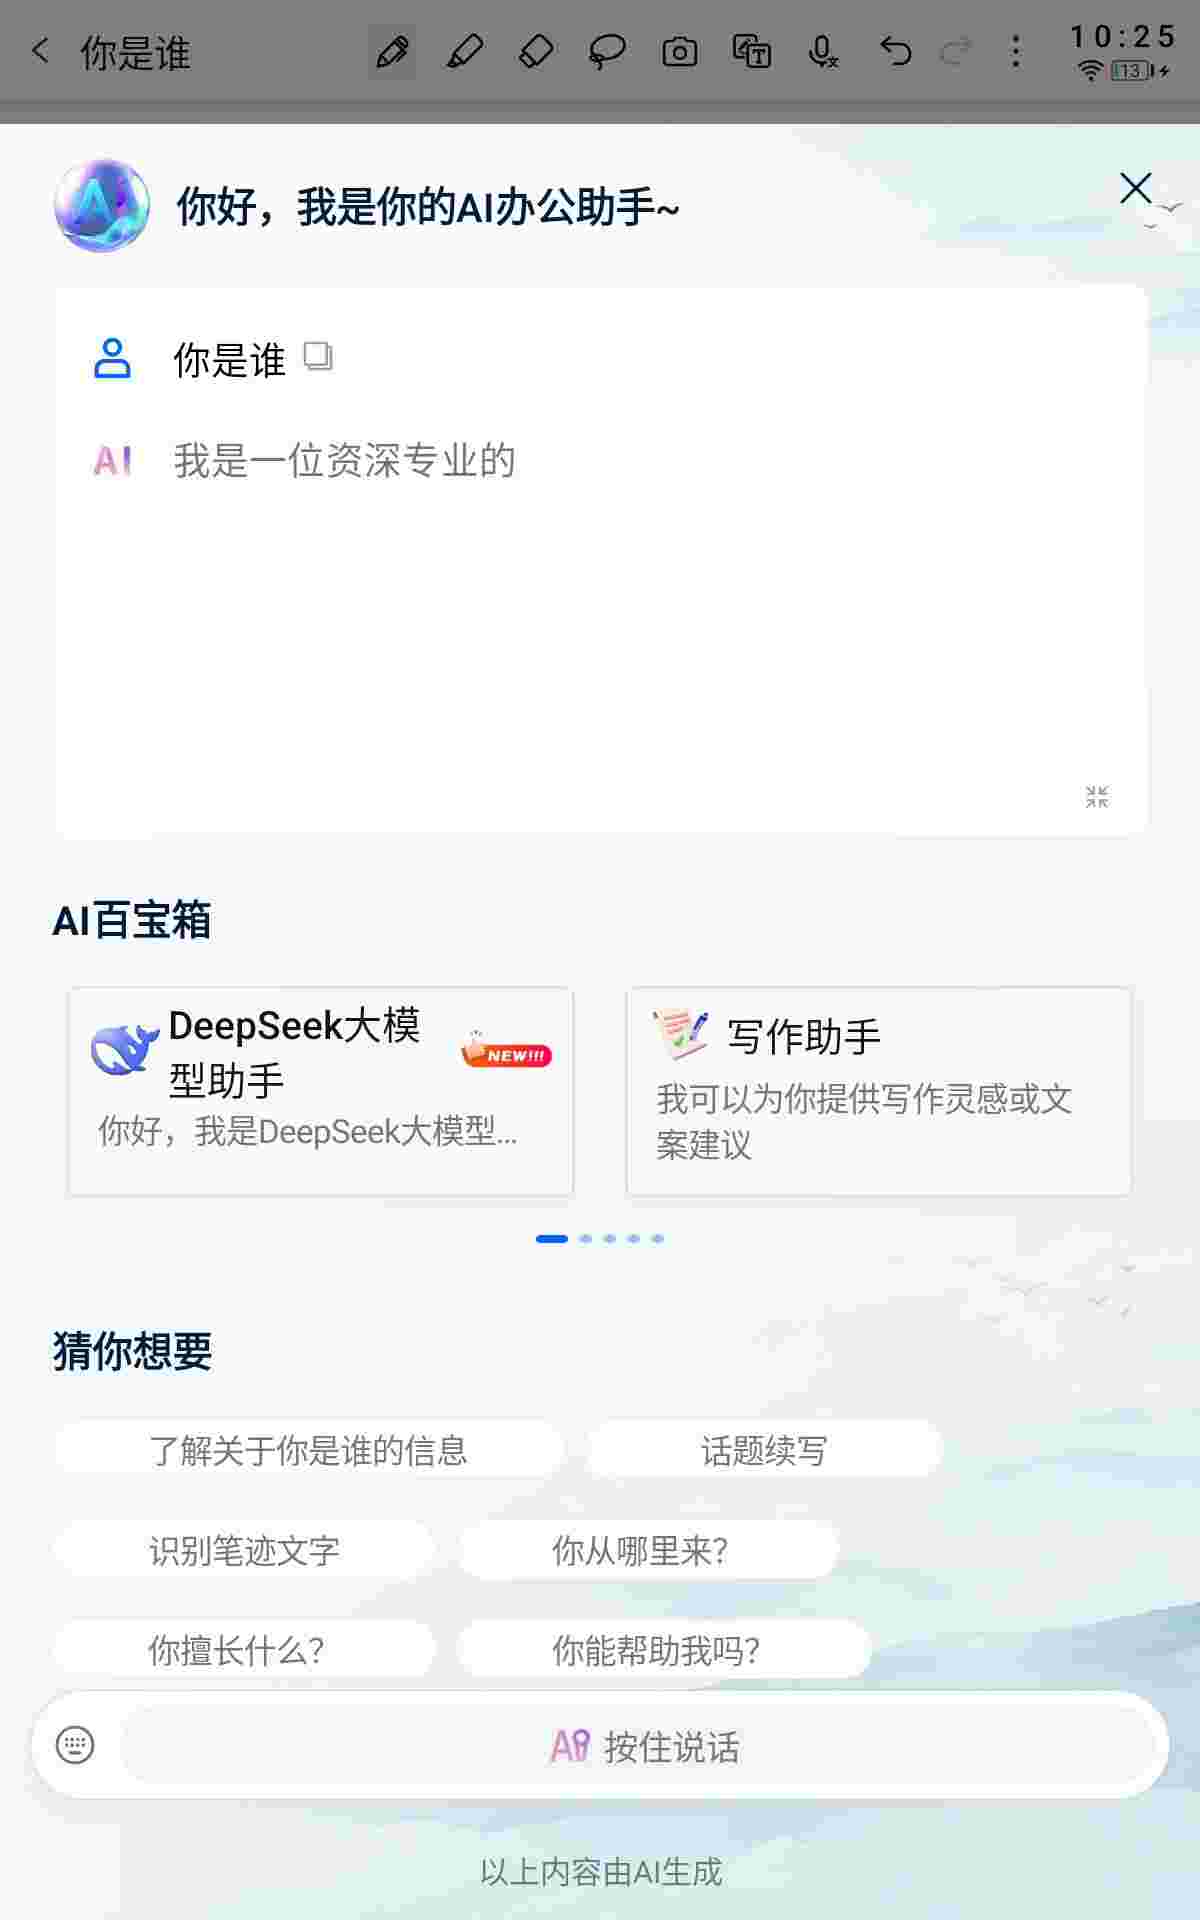 你是谁
10:25
13
你好，我是你的AI办公助手~
你是谁
AI 我是一位资深专业的
AI百宝箱
DeepSeek大模型助手
NEW!!!
你好，我是DeepSeek大模型...
写作助手
我可以为你提供写作灵感或文
案建议
猜你想要
了解关于你是谁的信息
话题续写
识别笔迹文字
你从哪里来？
你擅长什么？
你能帮助我吗？
AI 按住说话
以上内容由AI生成